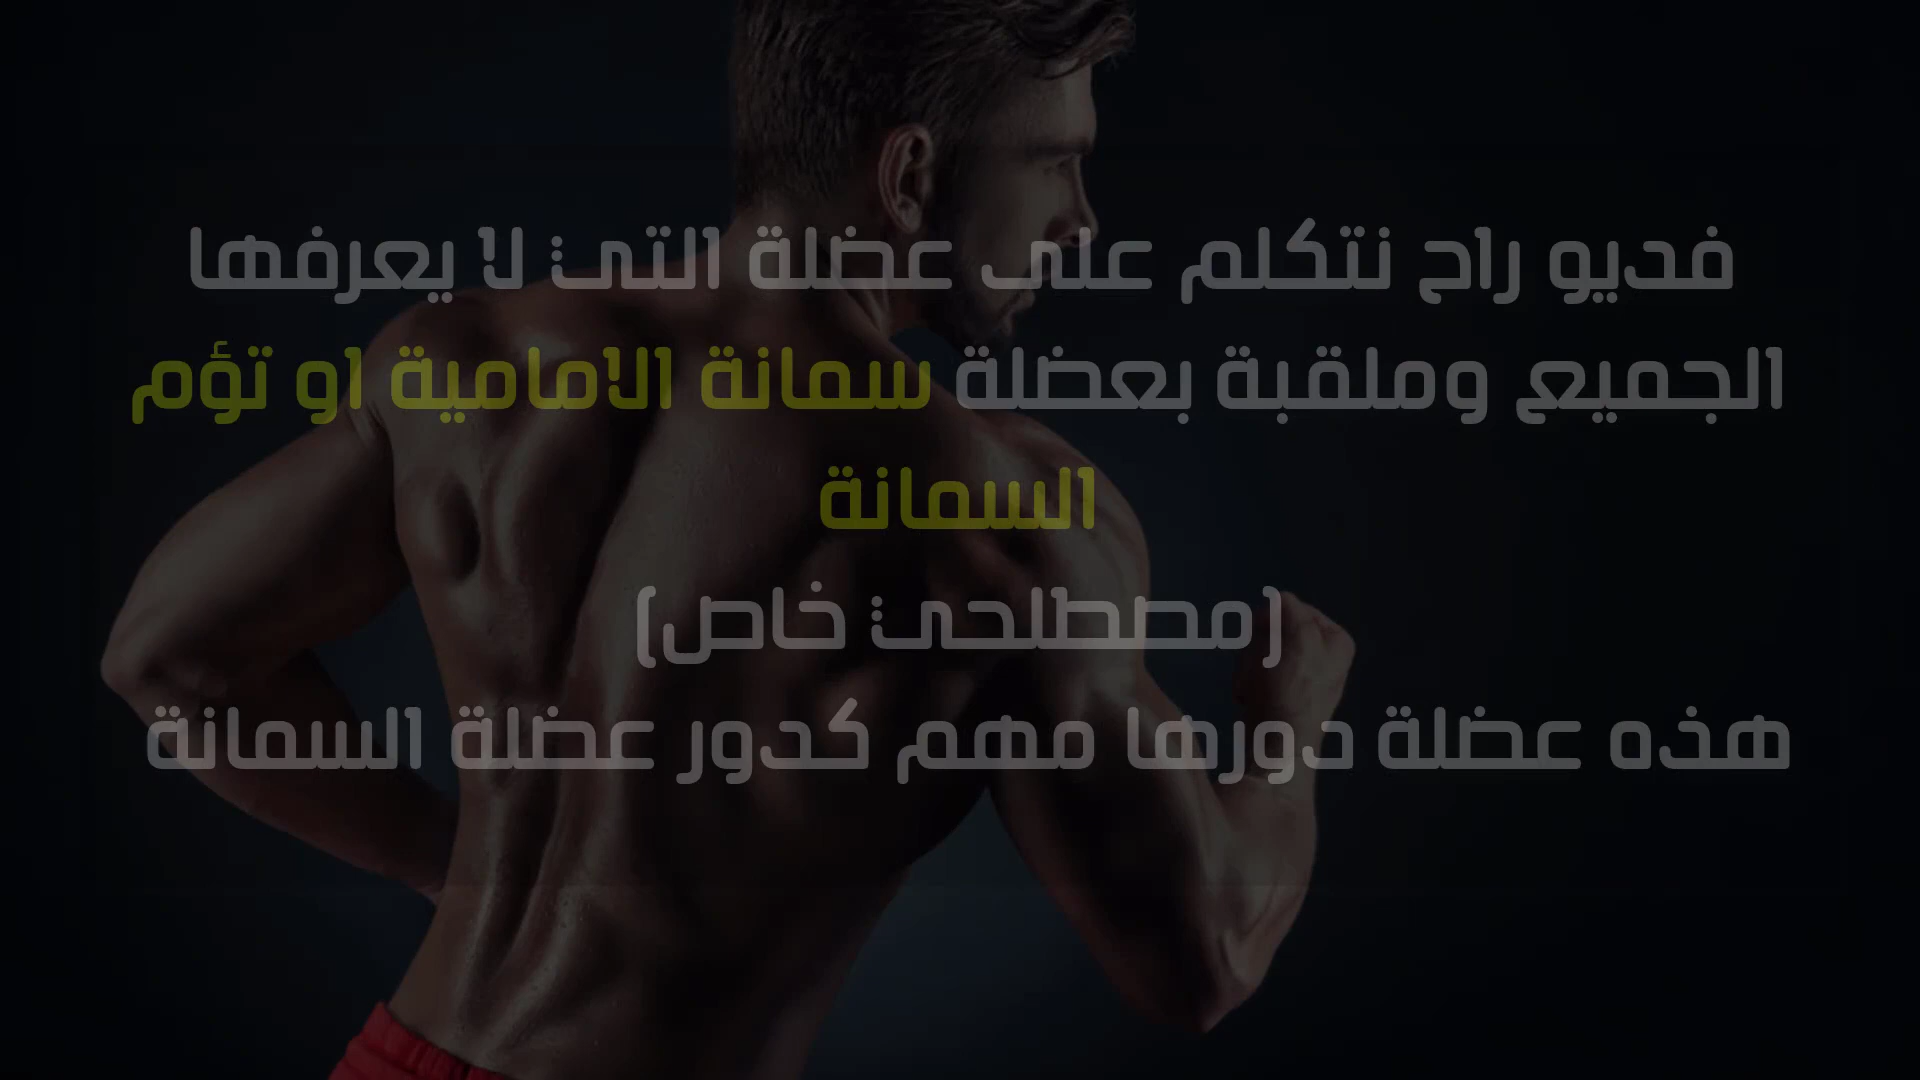 فديو راح نتكلم على عضلة التي لا يعرفها
الجميع وملقبة بعضلة سمانة الامامية او تؤم
السمانة
(مصطلحي خاص)
هذه عضلة دورها مهم كدور عضلة السمانة